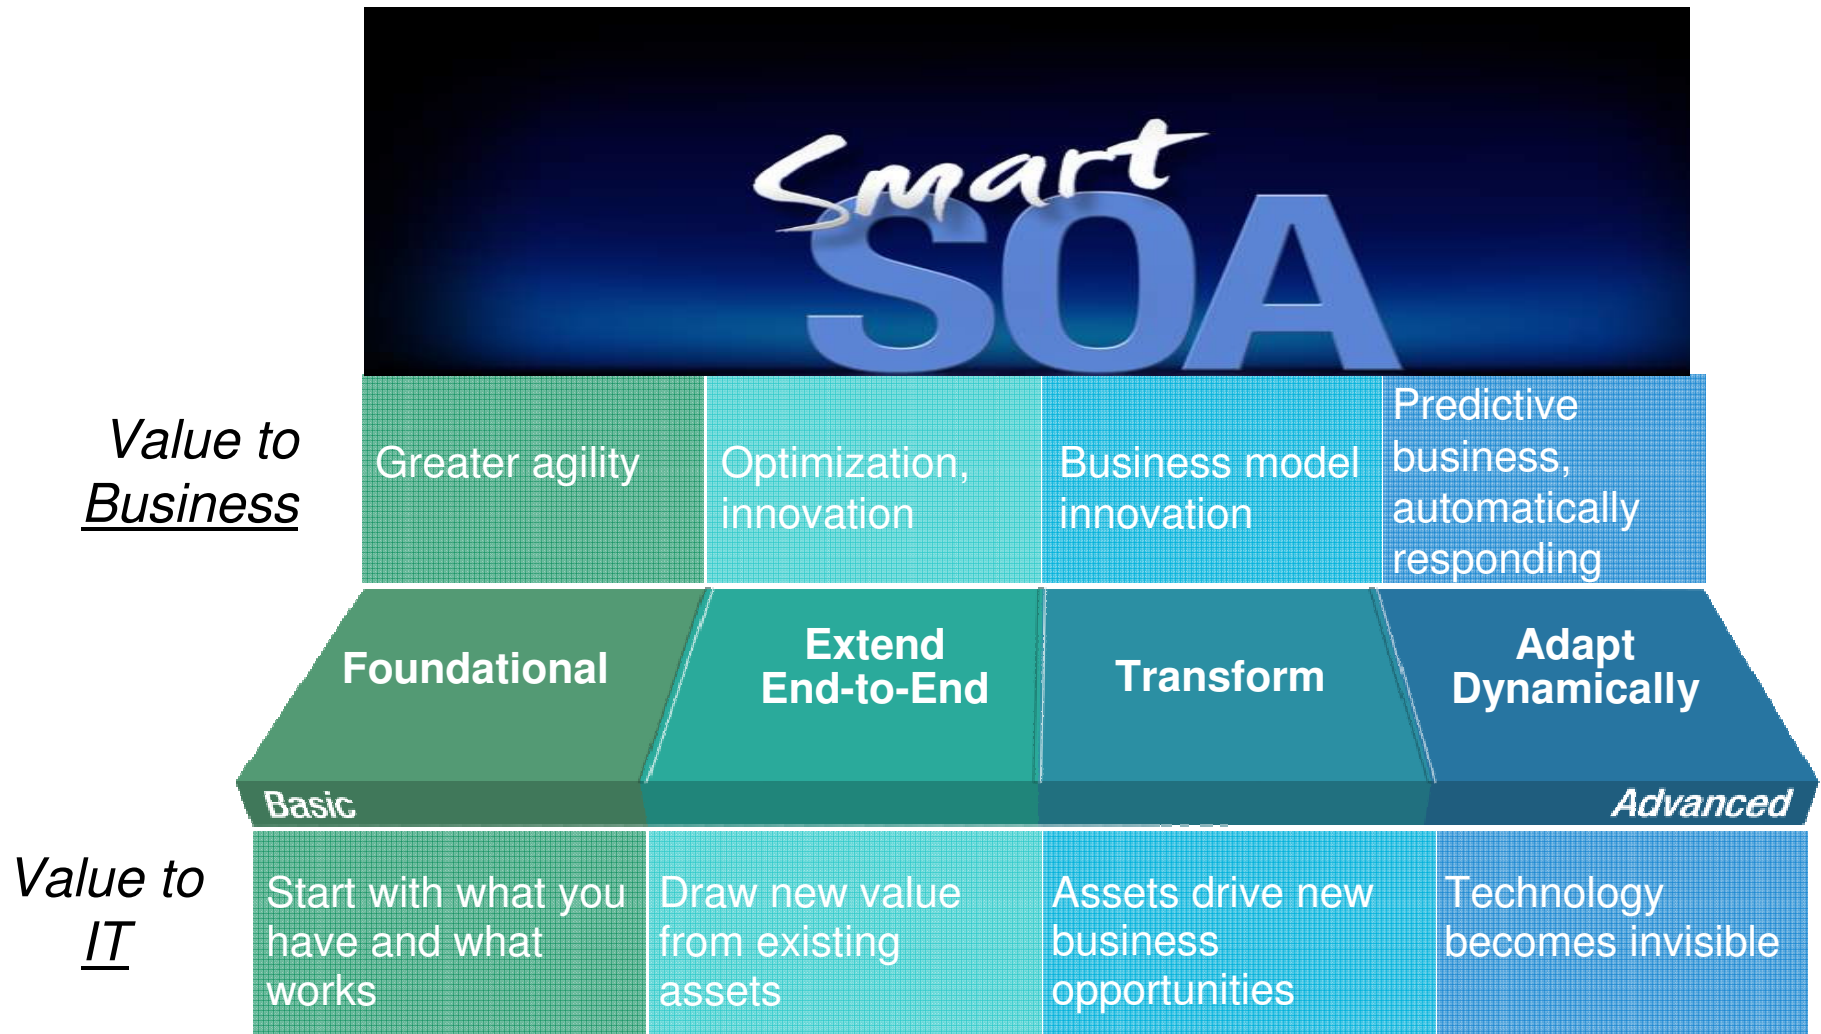 Smart
SOA
Value to
Business
Greater agility
Optimization,
innovation
Business model
innovation
Predictive
business,
automatically
responding
Foundational
Extend
End-to-End
Transform
Adapt
Dynamically
Basic
Advanced
Value to
IT
Start with what you
have and what
works
Draw new value
from existing
assets
Assets drive new
business
opportunities
Technology
becomes invisible